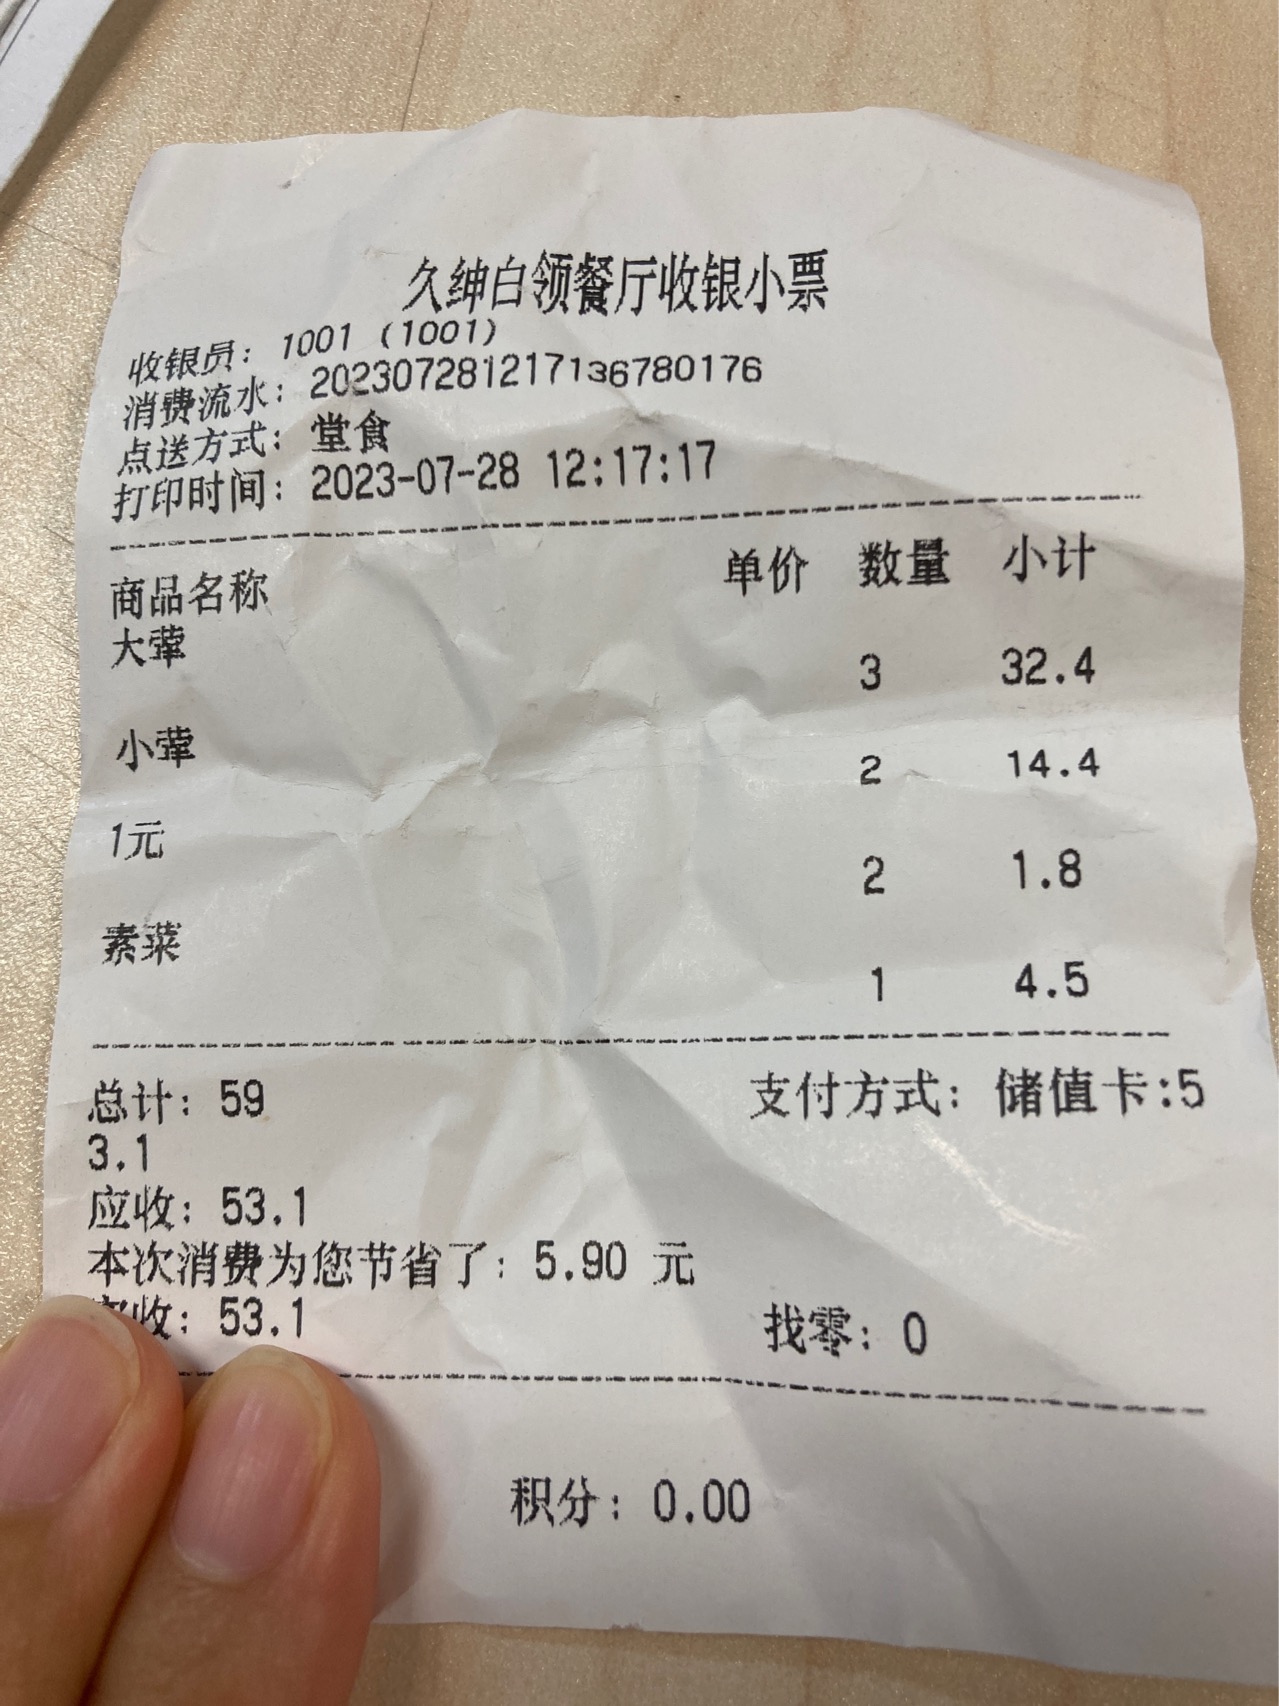 久绅白领餐厅收银小票
收银员：1001（1001）
消费流水：202307281217136780176
点送方式：堂食
打印时间：2023-07-28 12:17:17
商品名称 单价 数量 小计
大荤
3 32.4
小荤
2 14.4
1元
2 1.8
素菜
1 4.5
总计：59 支付方式：储值卡:5
3.1
应收：53.1
本次消费为您节省了：5.90 元
实收：53.1 找零：0
积分：0.00